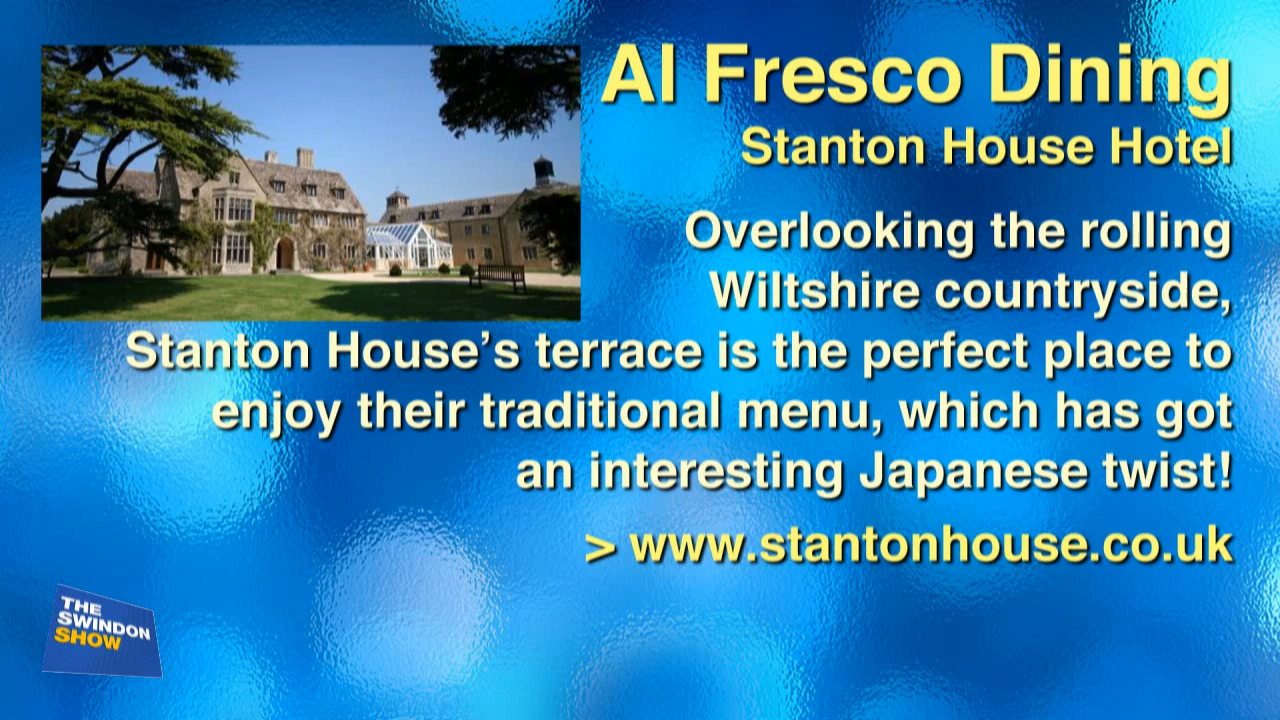 Al Fresco Dining
Stanton House Hotel
Overlooking the rolling
Wiltshire countryside,
Stanton House’s terrace is the perfect place to
enjoy their traditional menu, which has got
an interesting Japanese twist!
> www.stantonhouse.co.uk
THE
SWINDON
SHOW